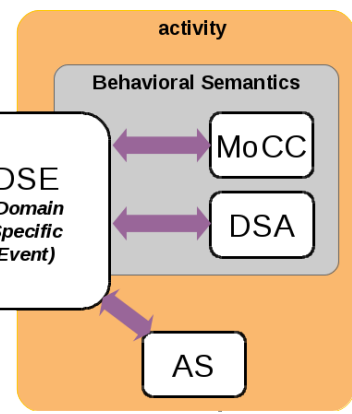 activity
Behavioral Semantics
MoCC
DSE
Domain
Specific
Event)
DSA
AS